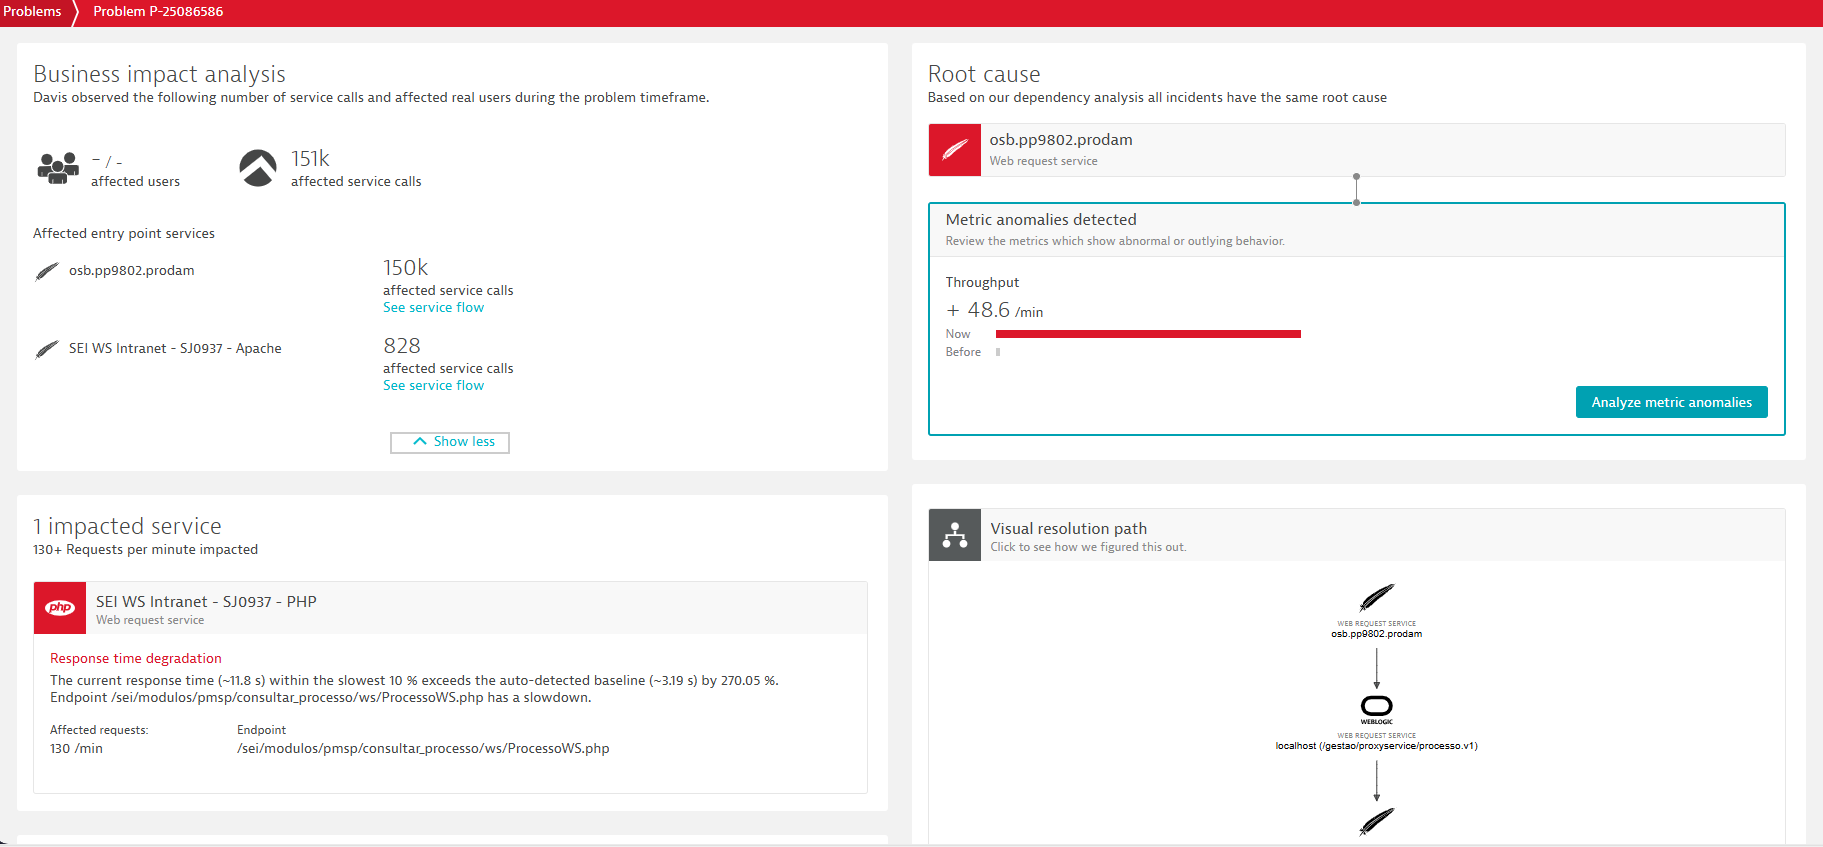 Problems
Problem P-25086586
Business impact analysis
Davis observed the following number of service calls and affected real users during the problem timeframe.
- / -
affected users
151k
affected service calls
Affected entry point services
osb.pp9802.prodam
150k
affected service calls
See service flow
SEI WS Intranet - SJ0937 - Apache
828
affected service calls
See service flow
Show less
1 impacted service
130+ Requests per minute impacted
php
SEI WS Intranet - SJ0937 - PHP
Web request service
Response time degradation
The current response time (~11.8 s) within the slowest 10 % exceeds the auto-detected baseline (~3.19 s) by 270.05 %.
Endpoint /sei/modulos/pmsp/consultar_processo/ws/ProcessoWS.php has a slowdown.
Affected requests:
130 /min
Endpoint
/sei/modulos/pmsp/consultar_processo/ws/ProcessoWS.php
Root cause
Based on our dependency analysis all incidents have the same root cause
osb.pp9802.prodam
Web request service
Metric anomalies detected
Review the metrics which show abnormal or outlying behavior.
Throughput
+ 48.6 /min
Now
Before
Analyze metric anomalies
Visual resolution path
Click to see how we figured this out.
WEB REQUEST SERVICE
osb.pp9802.prodam
WEBLOGIC
WEB REQUEST SERVICE
localhost (/gestao/proxyservice/processo.v1)